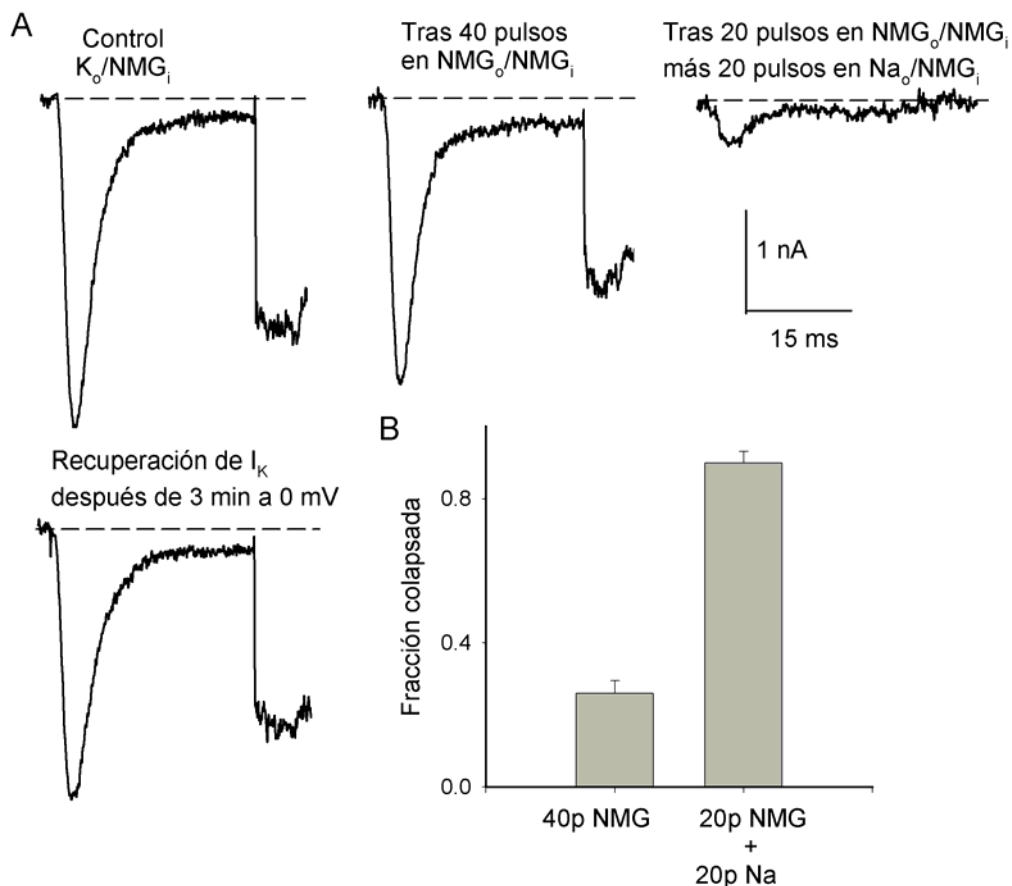 A
Control
Ko/NMGi
Tras 40 pulsos
en NMGo/NMGi
Tras 20 pulsos en NMGo/NMGi
más 20 pulsos en Nao/NMGi
1 nA
15 ms
Recuperación de IK
después de 3 min a 0 mV
B
Fracción colapsada
0.8
0.4
0.0
40p NMG
20p NMG
+
20p Na